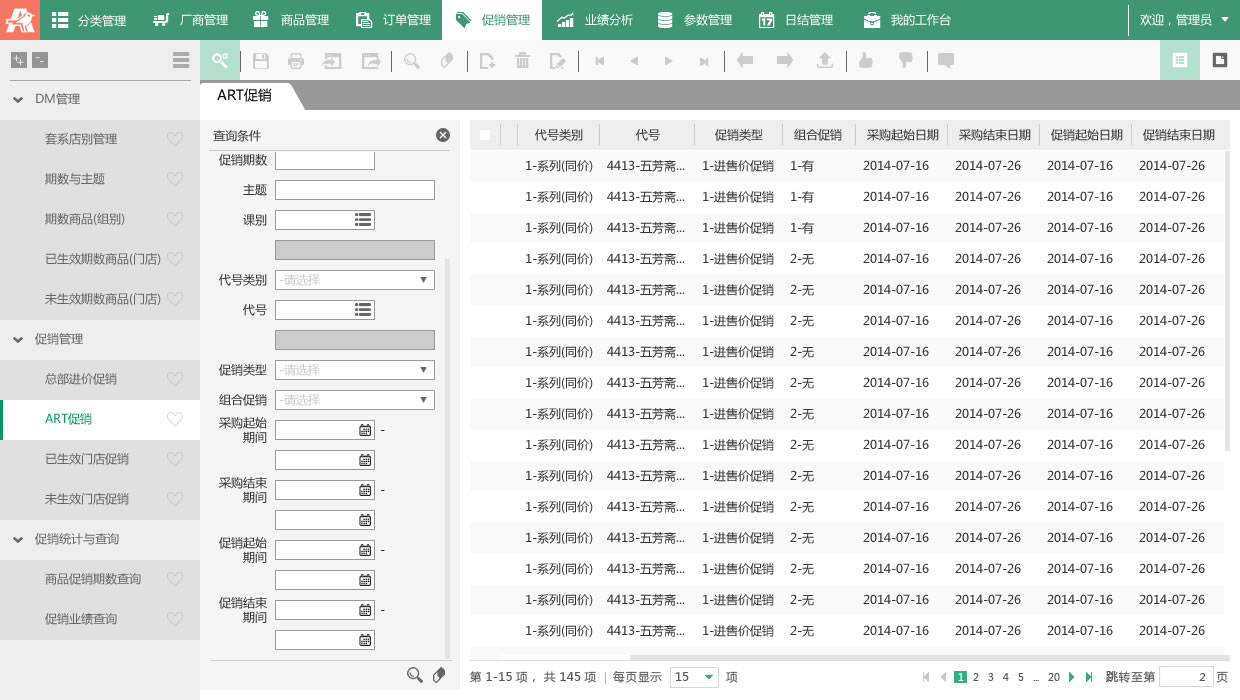 分类管理 厂商管理 商品管理 订单管理 促销管理 业绩分析 参数管理 日结管理 我的工作台 欢迎，管理员
DM管理
套系店别管理
期数与主题
期数商品(组别)
已生效期数商品(门店)
未生效期数商品(门店)
促销管理
总部进价促销
ART促销
已生效门店促销
未生效门店促销
促销统计与查询
商品促销期数查询
促销业绩查询
ART促销
查询条件
促销期数
主题
课别
代号类别 -请选择
代号
促销类型 -请选择
组合促销 -请选择
采购起始
期间 -
采购结束
期间 -
促销起始
期间 -
促销结束
期间 -
代号类别 代号 促销类型 组合促销 采购起始日期 采购结束日期 促销起始日期 促销结束日期
1-系列(同价) 4413-五芳斋... 1-进售价促销 1-有 2014-07-16 2014-07-26 2014-07-16 2014-07-26
1-系列(同价) 4413-五芳斋... 1-进售价促销 1-有 2014-07-16 2014-07-26 2014-07-16 2014-07-26
1-系列(同价) 4413-五芳斋... 1-进售价促销 1-有 2014-07-16 2014-07-26 2014-07-16 2014-07-26
1-系列(同价) 4413-五芳斋... 1-进售价促销 2-无 2014-07-16 2014-07-26 2014-07-16 2014-07-26
1-系列(同价) 4413-五芳斋... 1-进售价促销 2-无 2014-07-16 2014-07-26 2014-07-16 2014-07-26
1-系列(同价) 4413-五芳斋... 1-进售价促销 2-无 2014-07-16 2014-07-26 2014-07-16 2014-07-26
1-系列(同价) 4413-五芳斋... 1-进售价促销 2-无 2014-07-16 2014-07-26 2014-07-16 2014-07-26
1-系列(同价) 4413-五芳斋... 1-进售价促销 2-无 2014-07-16 2014-07-26 2014-07-16 2014-07-26
1-系列(同价) 4413-五芳斋... 1-进售价促销 2-无 2014-07-16 2014-07-26 2014-07-16 2014-07-26
1-系列(同价) 4413-五芳斋... 1-进售价促销 2-无 2014-07-16 2014-07-26 2014-07-16 2014-07-26
1-系列(同价) 4413-五芳斋... 1-进售价促销 2-无 2014-07-16 2014-07-26 2014-07-16 2014-07-26
1-系列(同价) 4413-五芳斋... 1-进售价促销 2-无 2014-07-16 2014-07-26 2014-07-16 2014-07-26
1-系列(同价) 4413-五芳斋... 1-进售价促销 2-无 2014-07-16 2014-07-26 2014-07-16 2014-07-26
1-系列(同价) 4413-五芳斋... 1-进售价促销 2-无 2014-07-16 2014-07-26 2014-07-16 2014-07-26
1-系列(同价) 4413-五芳斋... 1-进售价促销 2-无 2014-07-16 2014-07-26 2014-07-16 2014-07-26
1-系列(同价) 4413-五芳斋... 1-进售价促销 2-无 2014-07-16 2014-07-26 2014-07-16 2014-07-26
第 1-15 项， 共 145 项 | 每页显示 15 项 1 2 3 4 5 ... 20 跳转至第 2 页